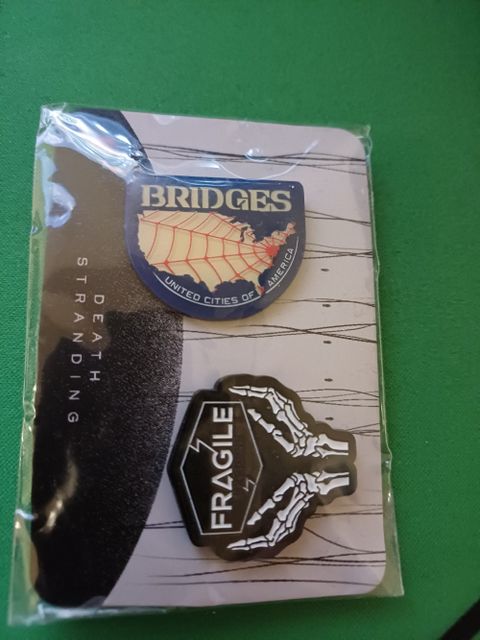 BRIDGES
UNITED CITIES OF AMERICA
DEATH
STRANDING
FRAGILE